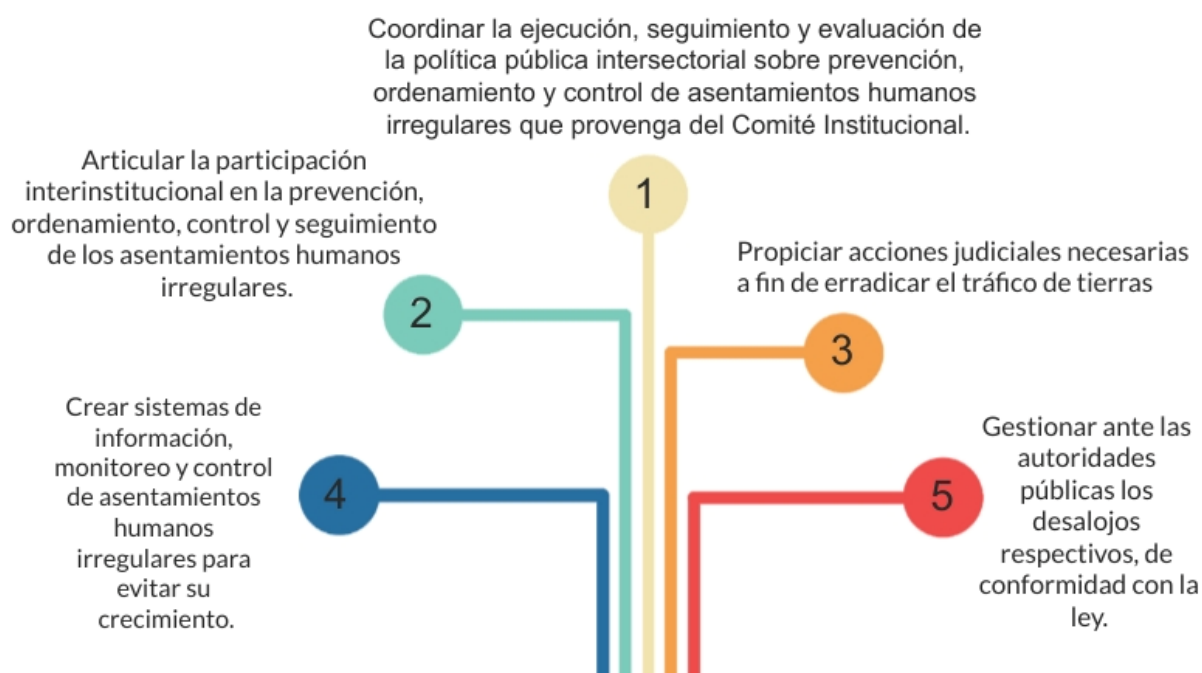 Coordinar la ejecución, seguimiento y evaluación de
la política pública intersectorial sobre prevención,
ordenamiento y control de asentamientos humanos
irregulares que provenga del Comité Institucional.
1
Articular la participación
interinstitucional en la prevención,
ordenamiento, control y seguimiento
de los asentamientos humanos
irregulares.
2
Propiciar acciones judiciales necesarias
a fin de erradicar el tráfico de tierras
3
Crear sistemas de
información,
monitoreo y control
de asentamientos
humanos
irregulares para
evitar su
crecimiento.
4
Gestionar ante las
autoridades
públicas los
desalojos
respectivos, de
conformidad con la
ley.
5